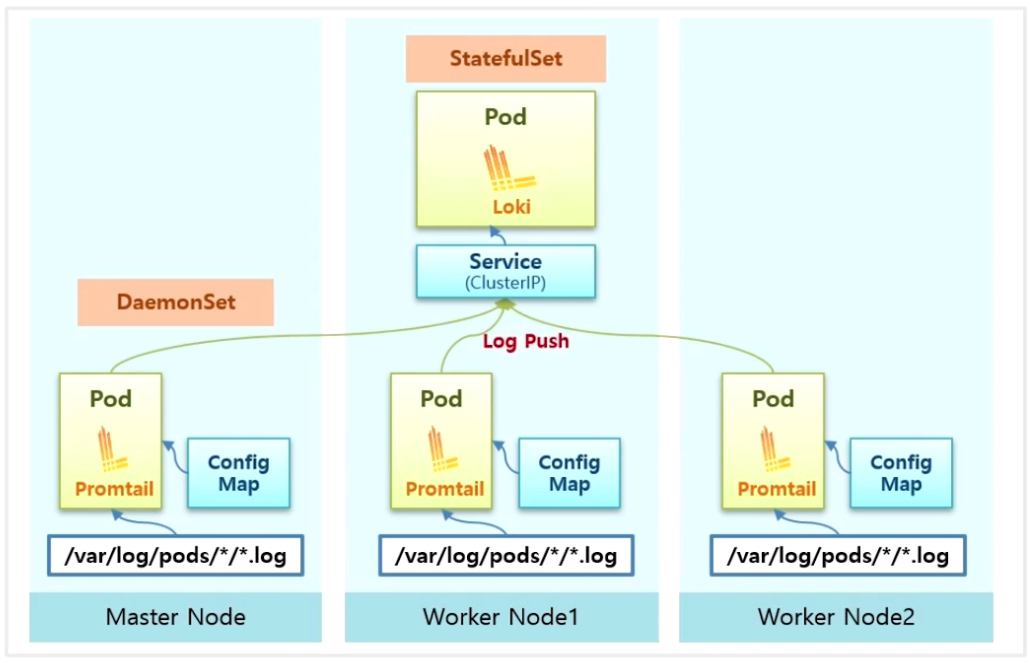 StatefulSet
Pod
Loki
Service
(ClusterIP)
DaemonSet
Log Push
Pod
Promtail
Config
Map
/var/log/pods/*/*.log
Master Node
Pod
Promtail
Config
Map
/var/log/pods/*/*.log
Worker Node1
Pod
Promtail
Config
Map
/var/log/pods/*/*.log
Worker Node2